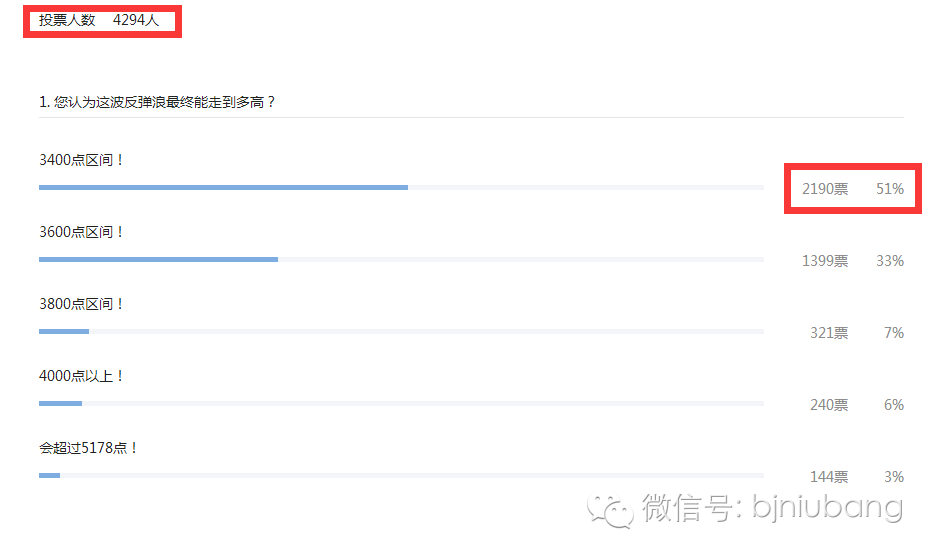 投票人数 4294人
1. 您认为这波反弹浪最终能走到多高？
3400点区间！
2190票 51%
3600点区间！
1399票 33%
3800点区间！
321票 7%
4000点以上！
240票 6%
会超过5178点！
144票 3%
微信号: bjniubang